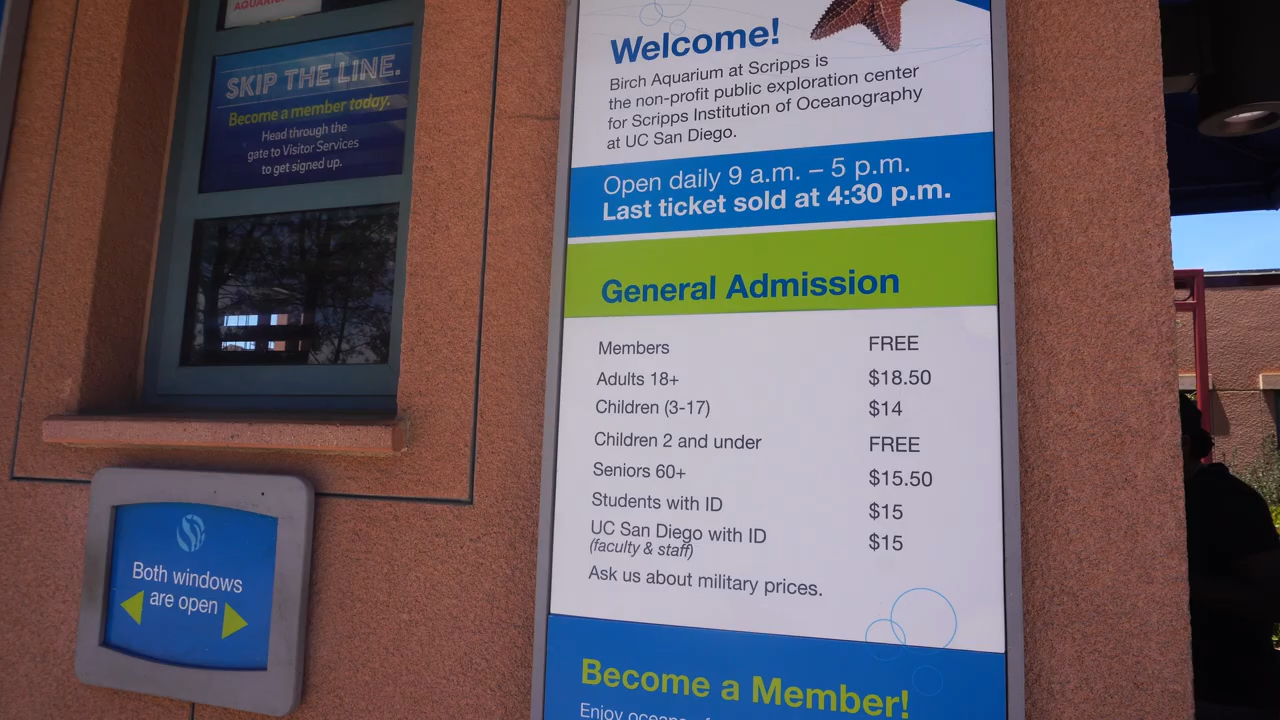 AQUARIUM
SKIP THE LINE.
Become a member today.
Head through the
gate to Visitor Services
to get signed up.
Both windows
are open
Welcome!
Birch Aquarium at Scripps is
the non-profit public exploration center
for Scripps Institution of Oceanography
at UC San Diego.
Open daily 9 a.m. – 5 p.m.
Last ticket sold at 4:30 p.m.
General Admission
Members FREE
Adults 18+ $18.50
Children (3-17) $14
Children 2 and under FREE
Seniors 60+ $15.50
Students with ID $15
UC San Diego with ID $15
(faculty & staff)
Ask us about military prices.
Become a Member!
Enjoy